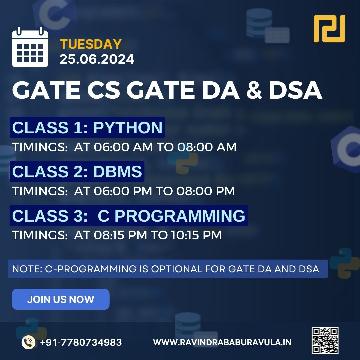 TUESDAY
25.06.2024
GATE CS GATE DA & DSA
CLASS 1: PYTHON
TIMINGS: AT 06:00 AM TO 08:00 AM
CLASS 2: DBMS
TIMINGS: AT 06:00 PM TO 08:00 PM
CLASS 3: C PROGRAMMING
TIMINGS: AT 08:15 PM TO 10:15 PM
NOTE: C-PROGRAMMING IS OPTIONAL FOR GATE DA AND DSA
JOIN US NOW
+91-7780734983 WWW.RAVINDRABABURAVULA.IN